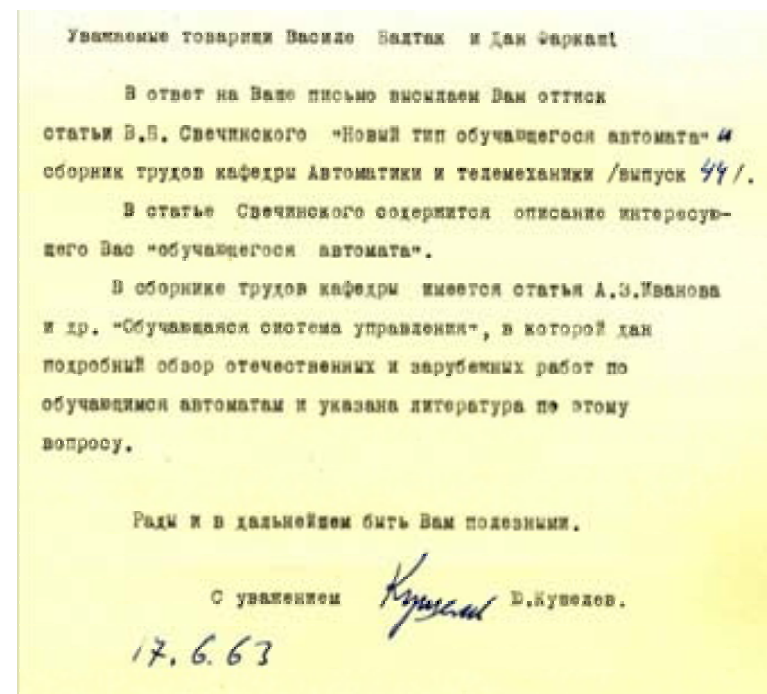 Уважаемые товарищи Василе Балтак и Дан Фаркаш!
В ответ на Ваше письмо высылаем Вам оттиск
статьи В.Б. Свечинского "Новый тип обучающегося автомата" и
сборник трудов кафедры Автоматики и телемеханики /выпуск 44/.
В статье Свечинского содержится описание интересую-
щего Вас "обучающегося автомата".
В сборнике трудов кафедры имеется статья А.З.Иванова
и др. "Обучающаяся система управления", в которой дан
подробный обзор отечественных и зарубежных работ по
обучающимся автоматам и указана литература по этому
вопросу.
Рады и в дальнейшем быть Вам полезными.
С уважением Кушелев Ю.Кушелев.
17.6.63